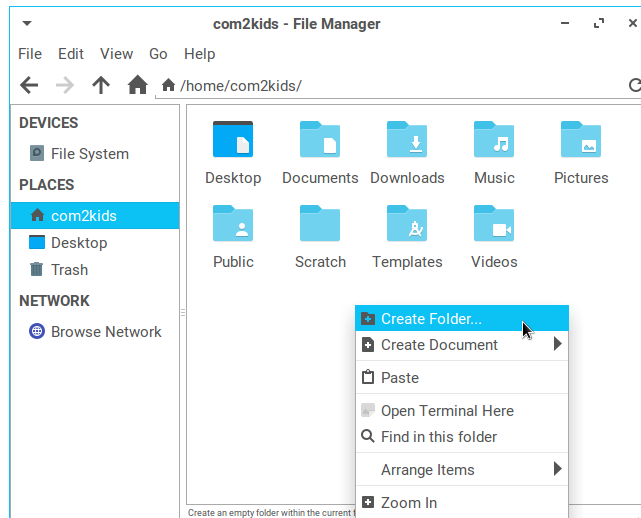 com2kids - File Manager
File Edit View Go Help
/home/com2kids/
DEVICES
File System
PLACES
com2kids
Desktop
Trash
NETWORK
Browse Network
Desktop Documents Downloads Music Pictures
Public Scratch Templates Videos
Create Folder...
Create Document
Paste
Open Terminal Here
Find in this folder
Arrange Items
Zoom In
Create an empty folder within the current